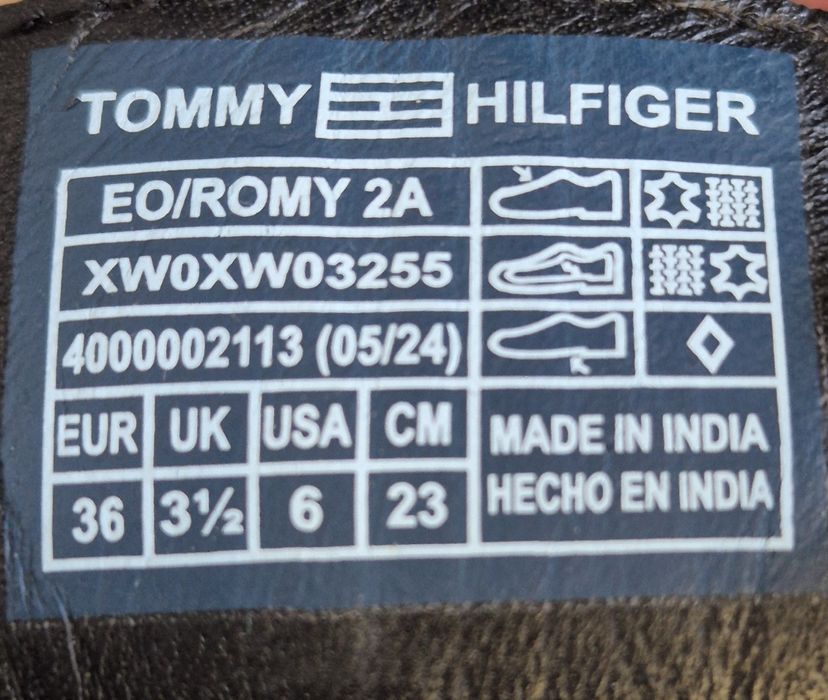 TOMMY HILFIGER
EO/ROMY 2A
XW0XW03255
4000002113 (05/24)
EUR UK USA CM
36 3½ 6 23
MADE IN INDIA
HECHO EN INDIA